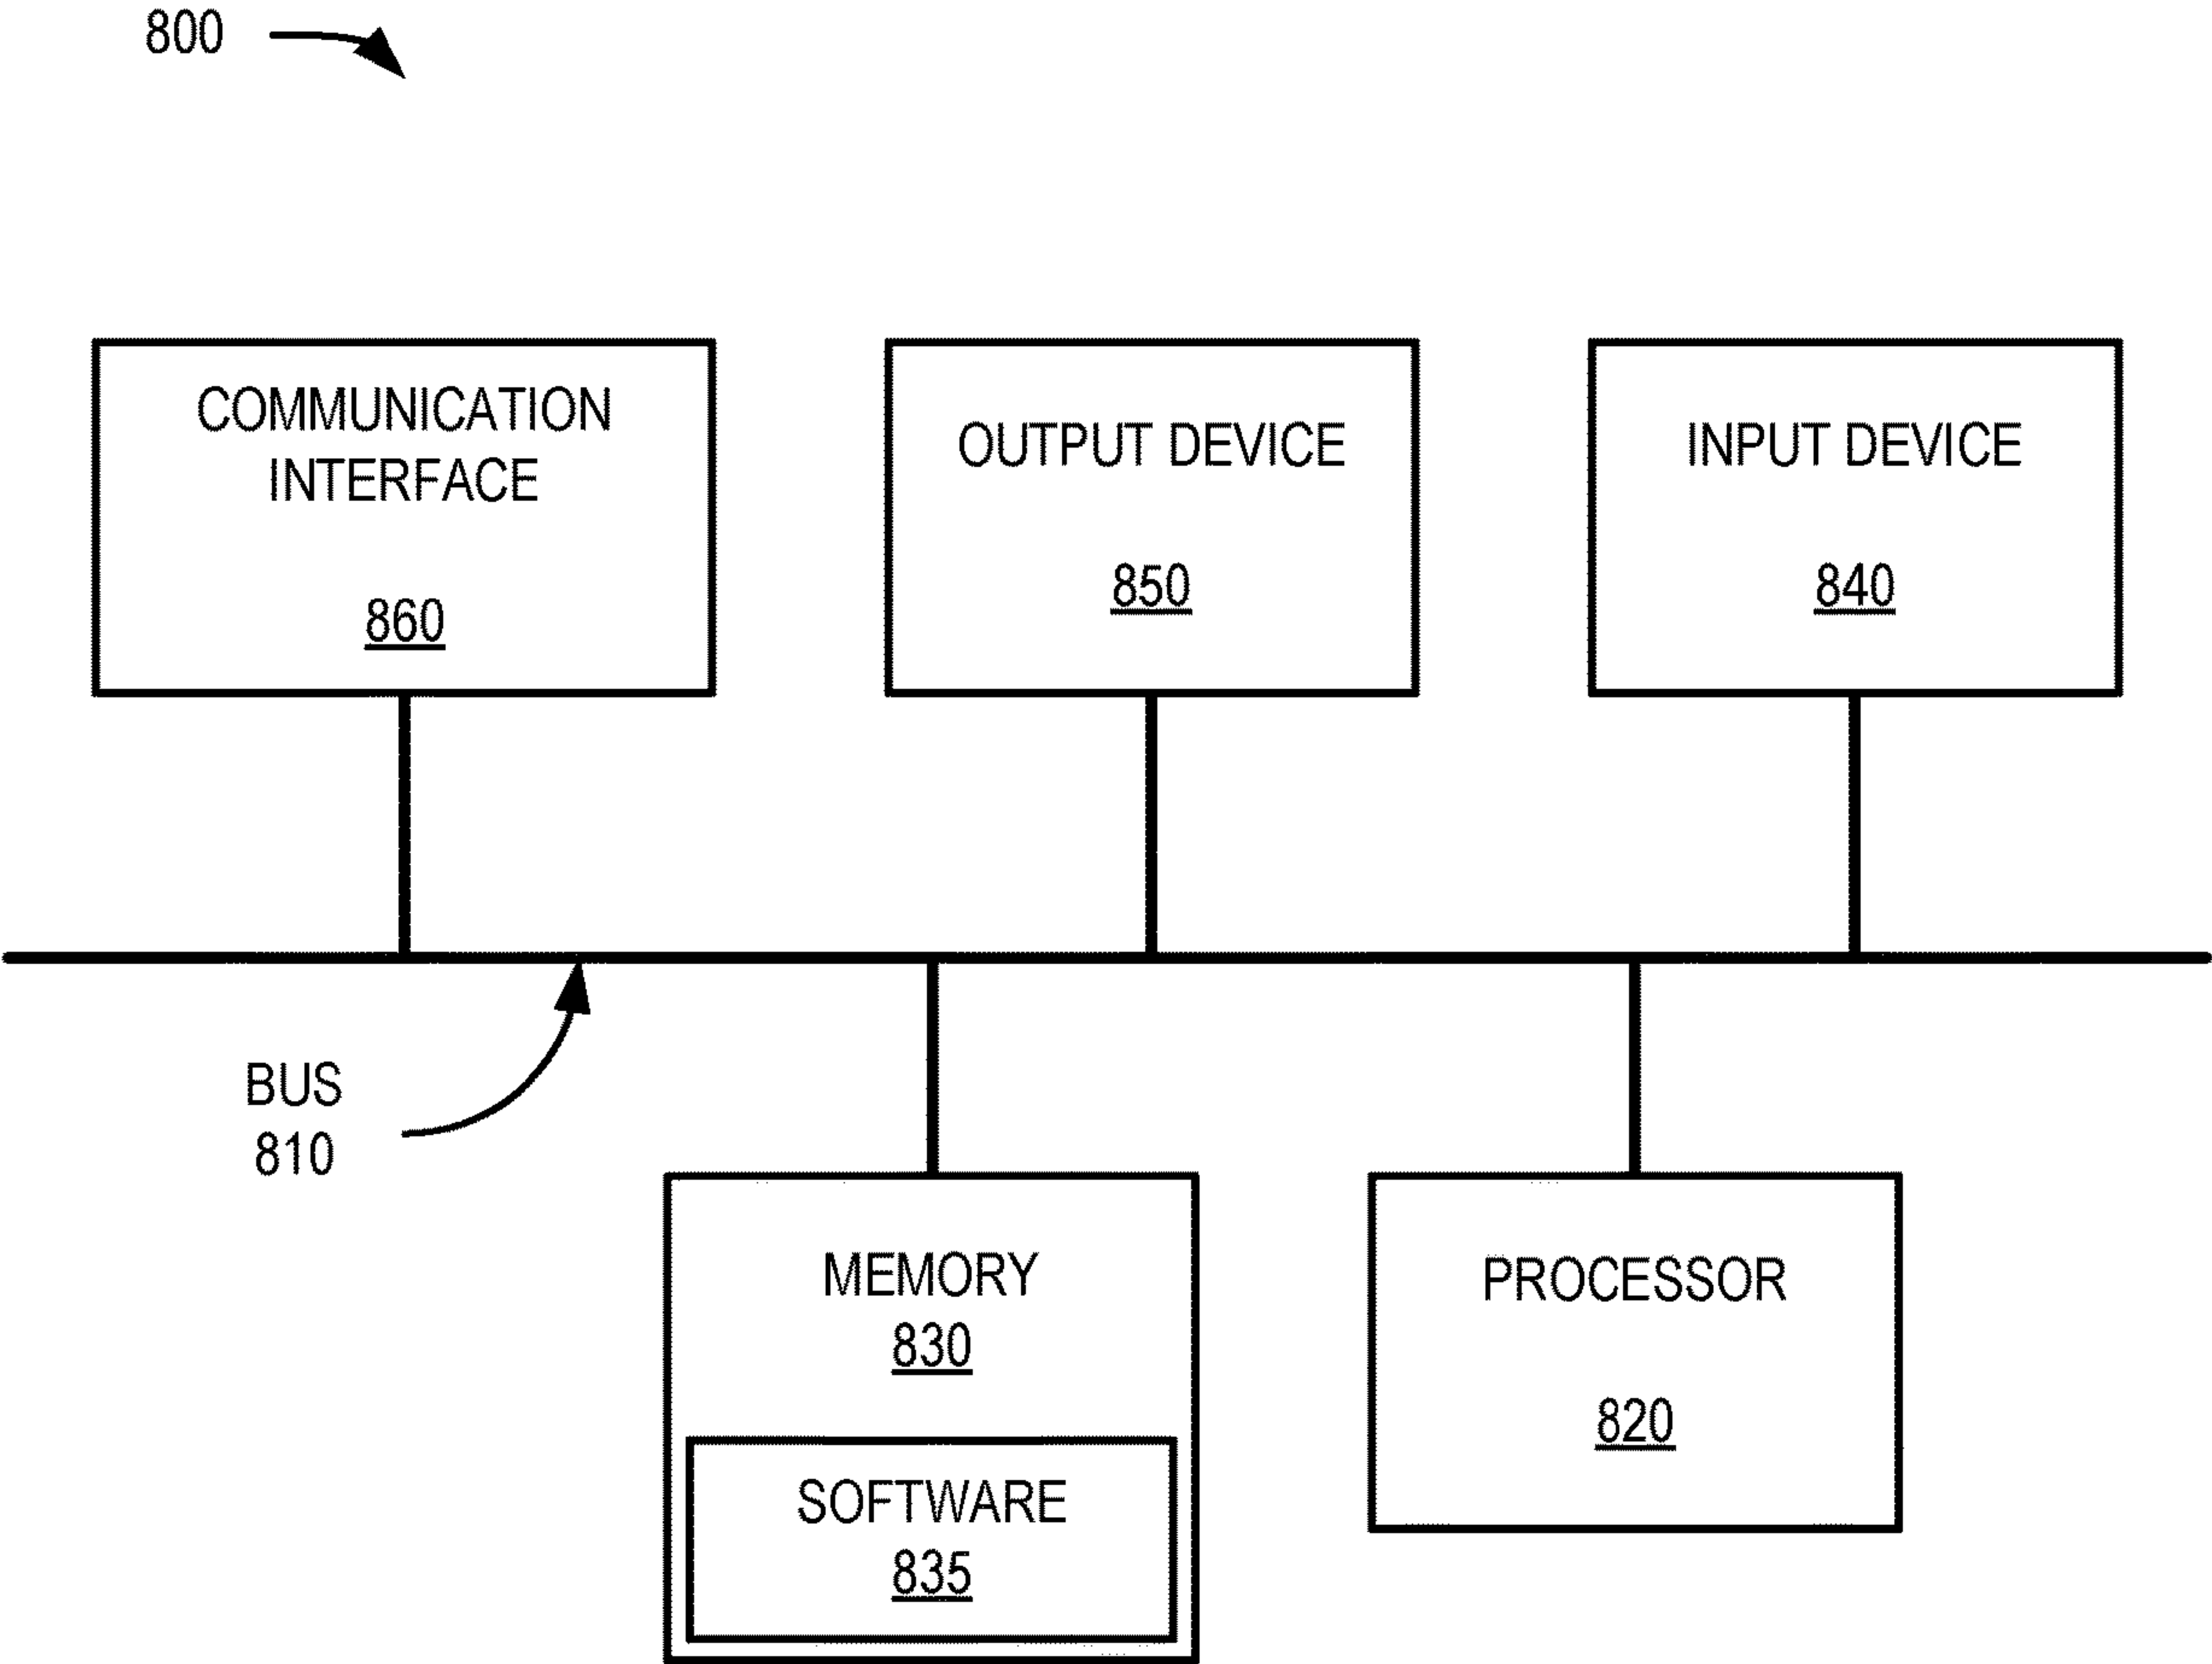 800
COMMUNICATION
INTERFACE
860
OUTPUT DEVICE
850
INPUT DEVICE
840
BUS
810
MEMORY
830
SOFTWARE
835
PROCESSOR
820